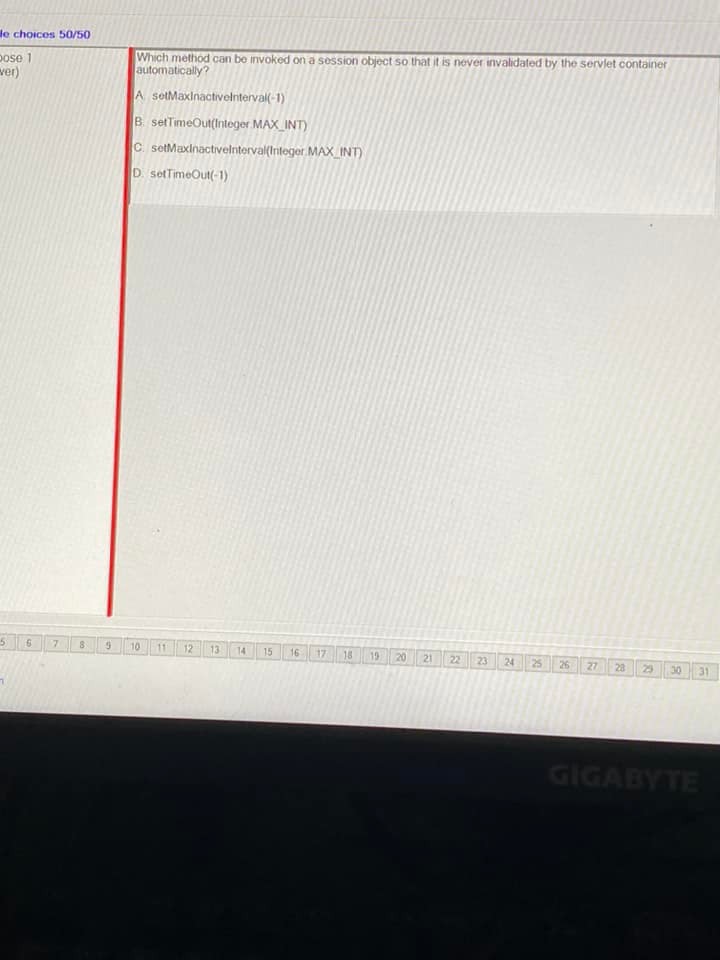 le choices 50/50
pose 1
ver)
Which method can be invoked on a session object so that it is never invalidated by the servlet container
automatically?
A. setMaxInactiveInterval(-1)
B. setTimeOut(Integer.MAX_INT)
C. setMaxInactiveInterval(Integer.MAX_INT)
D. setTimeOut(-1)
5 6 7 8 9 10 11 12 13 14 15 16 17 18 19 20 21 22 23 24 25 26 27 28 29 30 31
GIGABYTE